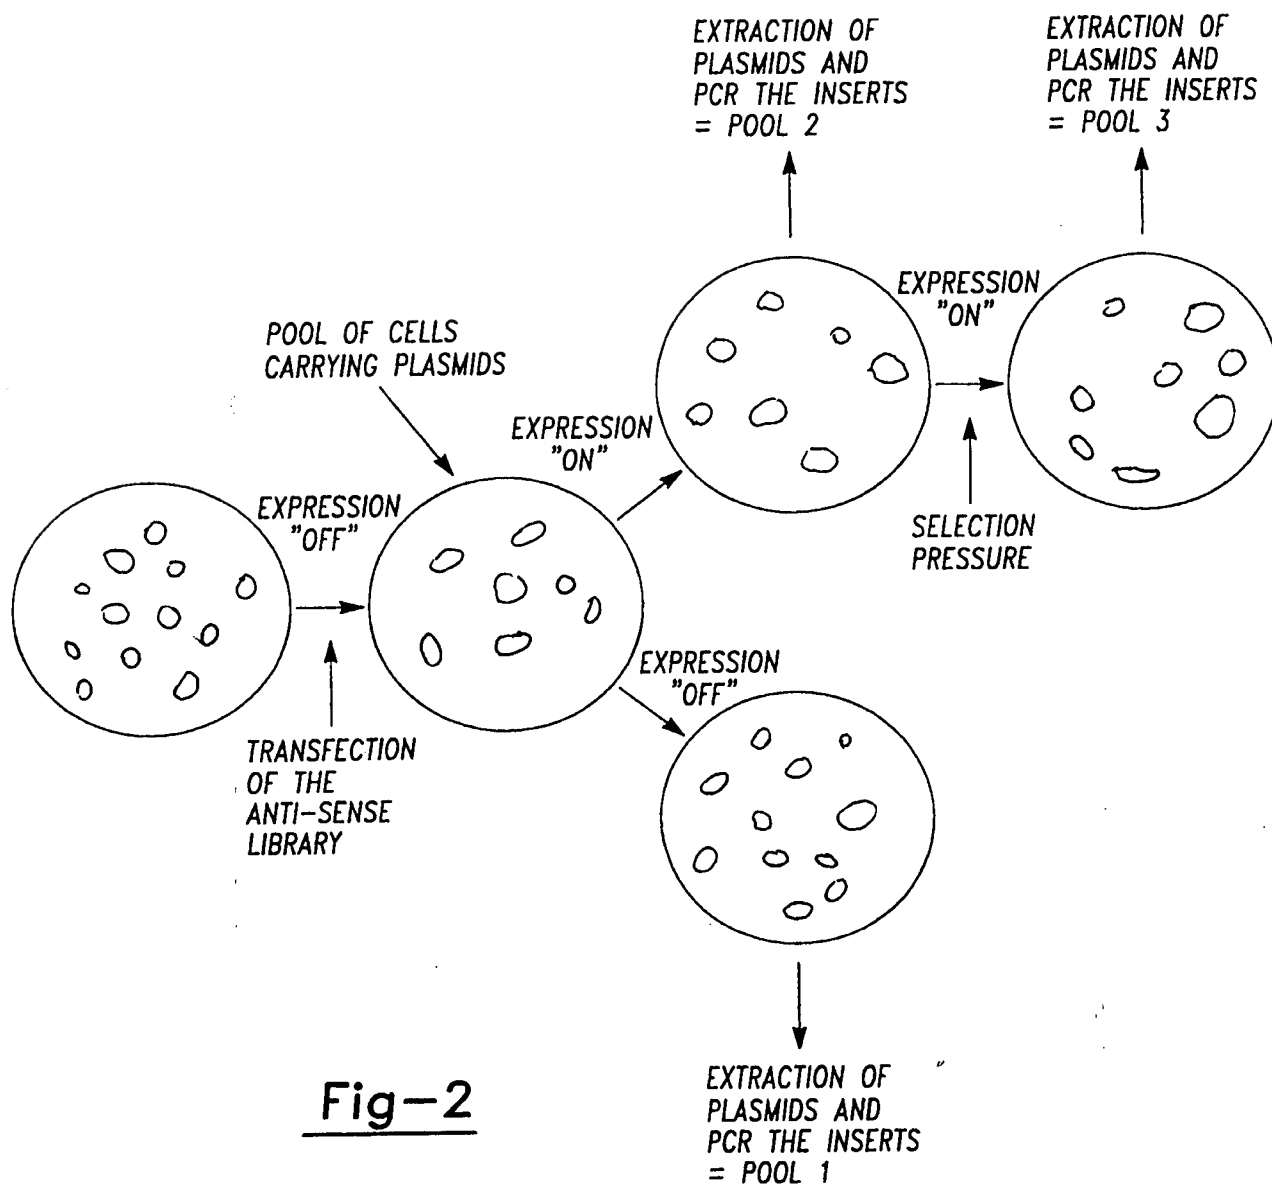 EXTRACTION OF
PLASMIDS AND
PCR THE INSERTS
= POOL 2
EXTRACTION OF
PLASMIDS AND
PCR THE INSERTS
= POOL 3
POOL OF CELLS
CARRYING PLASMIDS
EXPRESSION
"OFF"
EXPRESSION
"ON"
EXPRESSION
"ON"
SELECTION
PRESSURE
EXPRESSION
"OFF"
TRANSFECTION
OF THE
ANTI-SENSE
LIBRARY
EXTRACTION OF
PLASMIDS AND
PCR THE INSERTS
= POOL 1
Fig-2